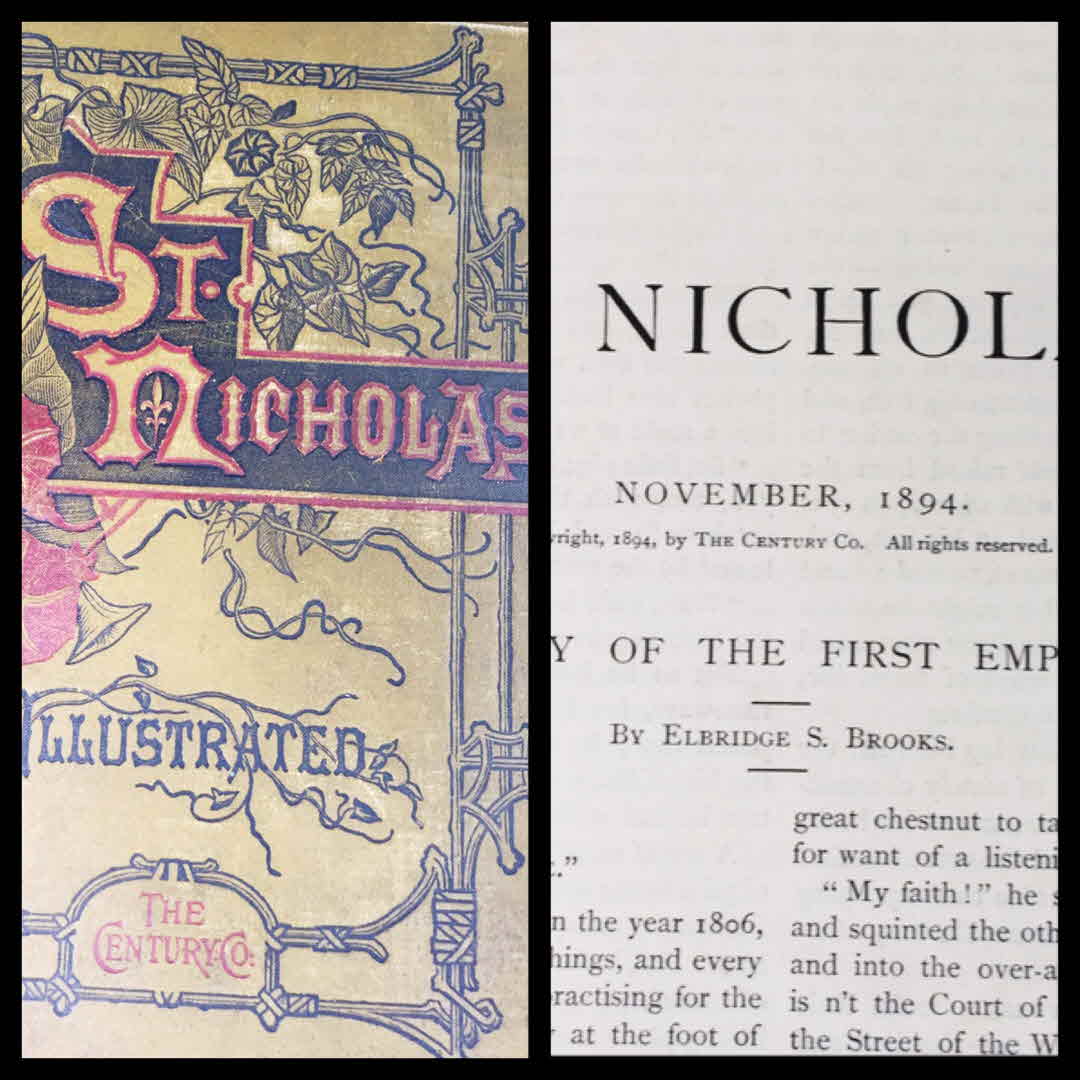 ST.
NICHOLAS
ILLUSTRATED
THE
CENTURY CO.
NICHOL
NOVEMBER, 1894.
right, 1894, by THE CENTURY CO. All rights reserved.
Y OF THE FIRST EMP
BY ELBRIDGE S. BROOKS.
."
n the year 1806,
hings, and every
ractising for the
at the foot of
great chestnut to ta
for want of a listeni
"My faith!" he s
and squinted the oth
and into the over-a
is n't the Court of
the Street of the W